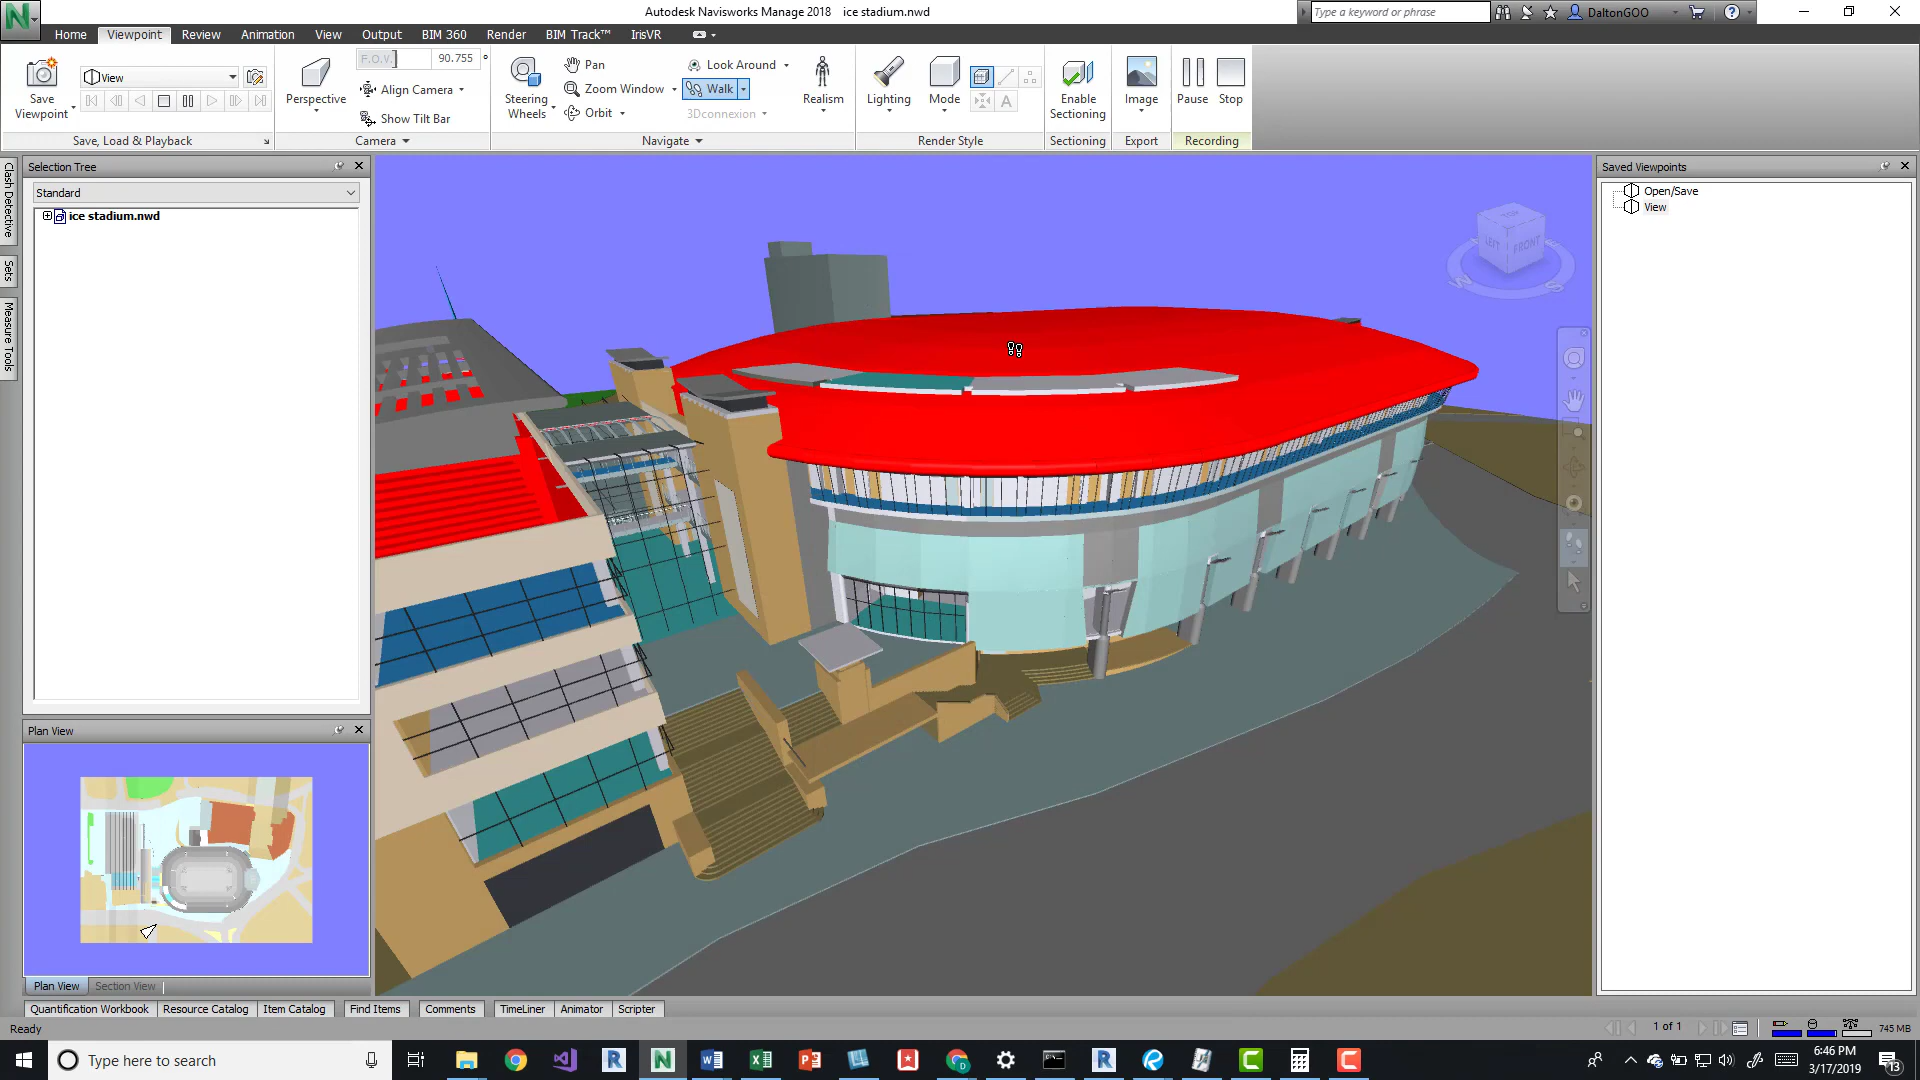 Autodesk Navisworks Manage 2018 ice stadium.nwd
Type a keyword or phrase
DaltonGOO
Home Viewpoint Review Animation View Output BIM 360 Render BIM Track™ IrisVR
Save Viewpoint
View
Save, Load & Playback
Perspective
F.O.V. 90.755 °
Align Camera
Show Tilt Bar
Camera
Steering Wheels
Pan
Zoom Window
Orbit
Look Around
Walk
3Dconnexion
Navigate
Realism
Lighting
Mode
A
Render Style
Enable Sectioning
Sectioning
Image
Export
Pause Stop
Recording
Clash Detective
Sets
Measure Tools
Selection Tree
Standard
ice stadium.nwd
Plan View
Plan View Section View
TOP
LEFT FRONT
W S
Saved Viewpoints
Open/Save
View
Quantification Workbook Resource Catalog Item Catalog Find Items Comments TimeLiner Animator Scripter
Ready
1 of 1
745 MB
Type here to search
6:46 PM
3/17/2019
13